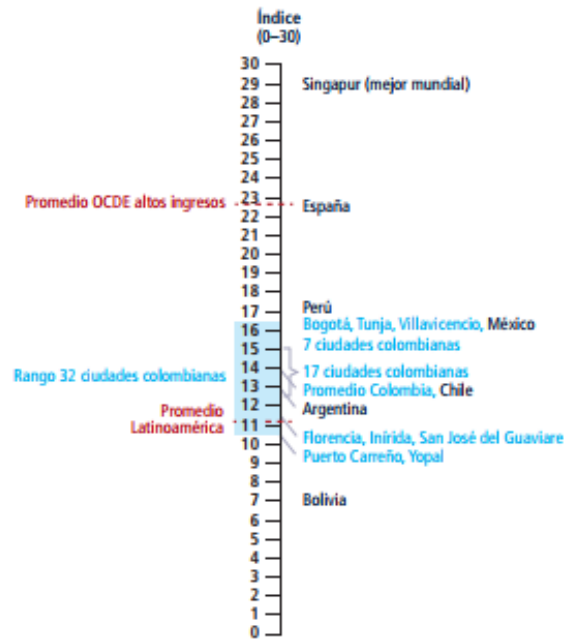 Índice
(0–30)
30
29 Singapur (mejor mundial)
28
27
26
25
24
Promedio OCDE altos ingresos 23
22 España
21
20
19
18
17 Perú
16 Bogotá, Tunja, Villavicencio, México
15 7 ciudades colombianas
Rango 32 ciudades colombianas 14 17 ciudades colombianas
13 Promedio Colombia, Chile
12 Argentina
Promedio
Latinoamérica
11 Florencia, Inírida, San José del Guaviare
10 Puerto Carreño, Yopal
9
8
7 Bolivia
6
5
4
3
2
1
0